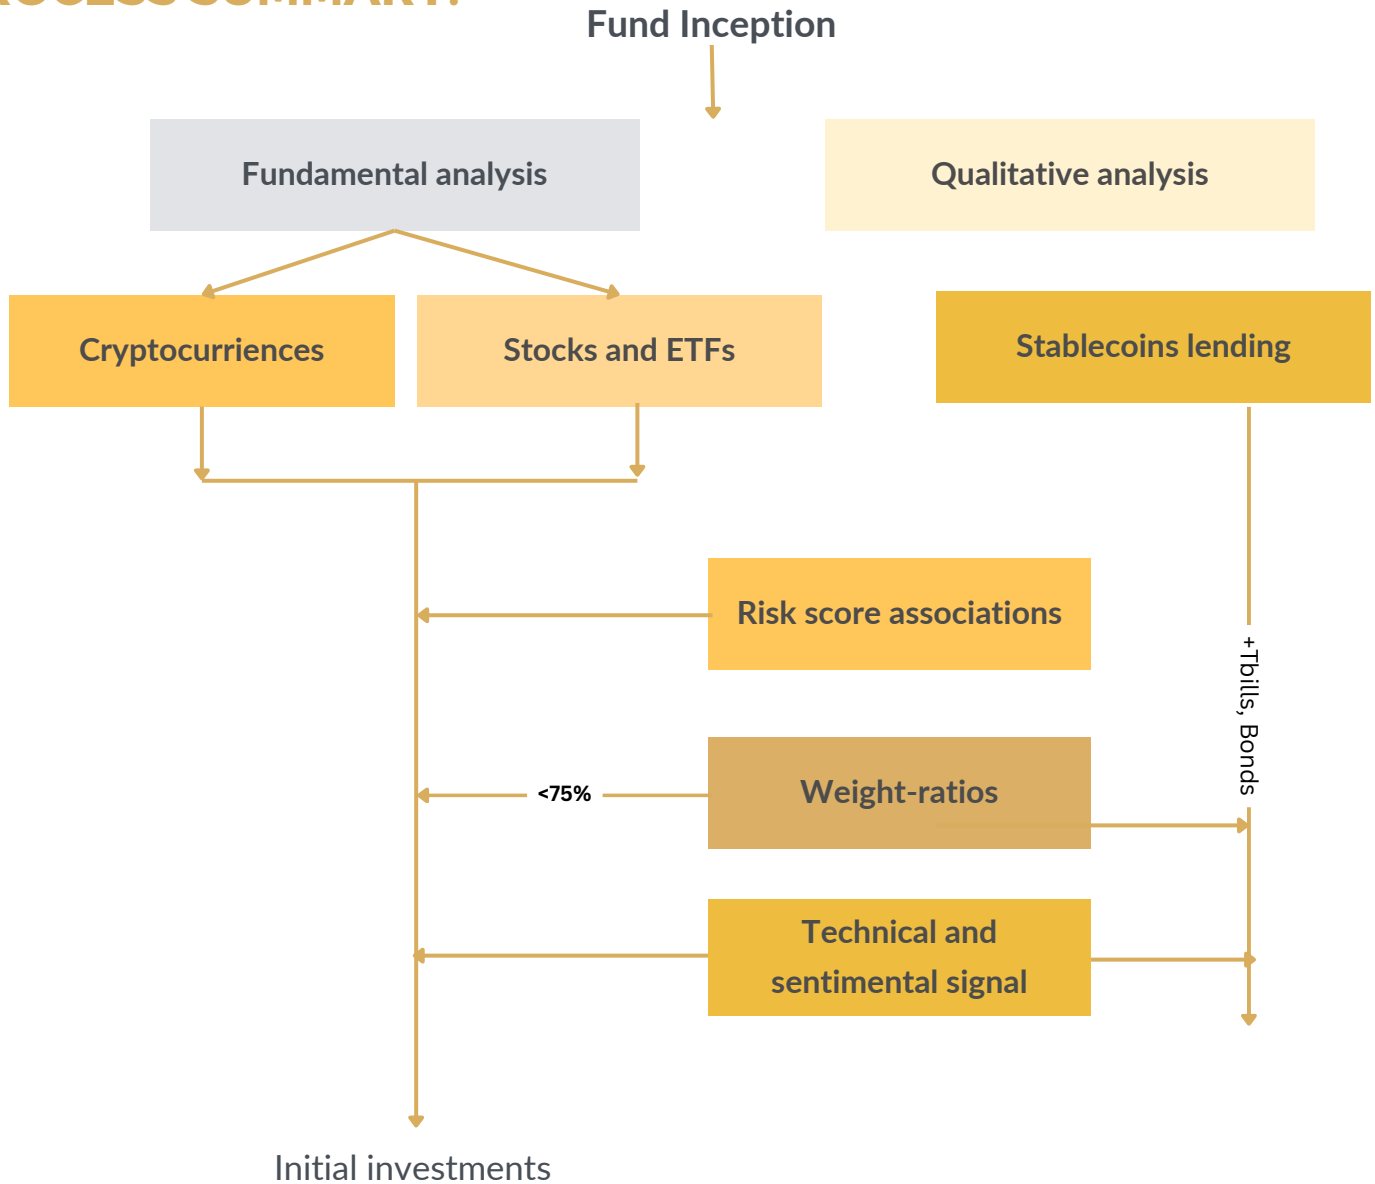 SUMMARY:
Fund Inception
Fundamental analysis
Qualitative analysis
Cryptocurriences
Stocks and ETFs
Stablecoins lending
Risk score associations
+Tbills, Bonds
<75%
Weight-ratios
Technical and
sentimental signal
Initial investments